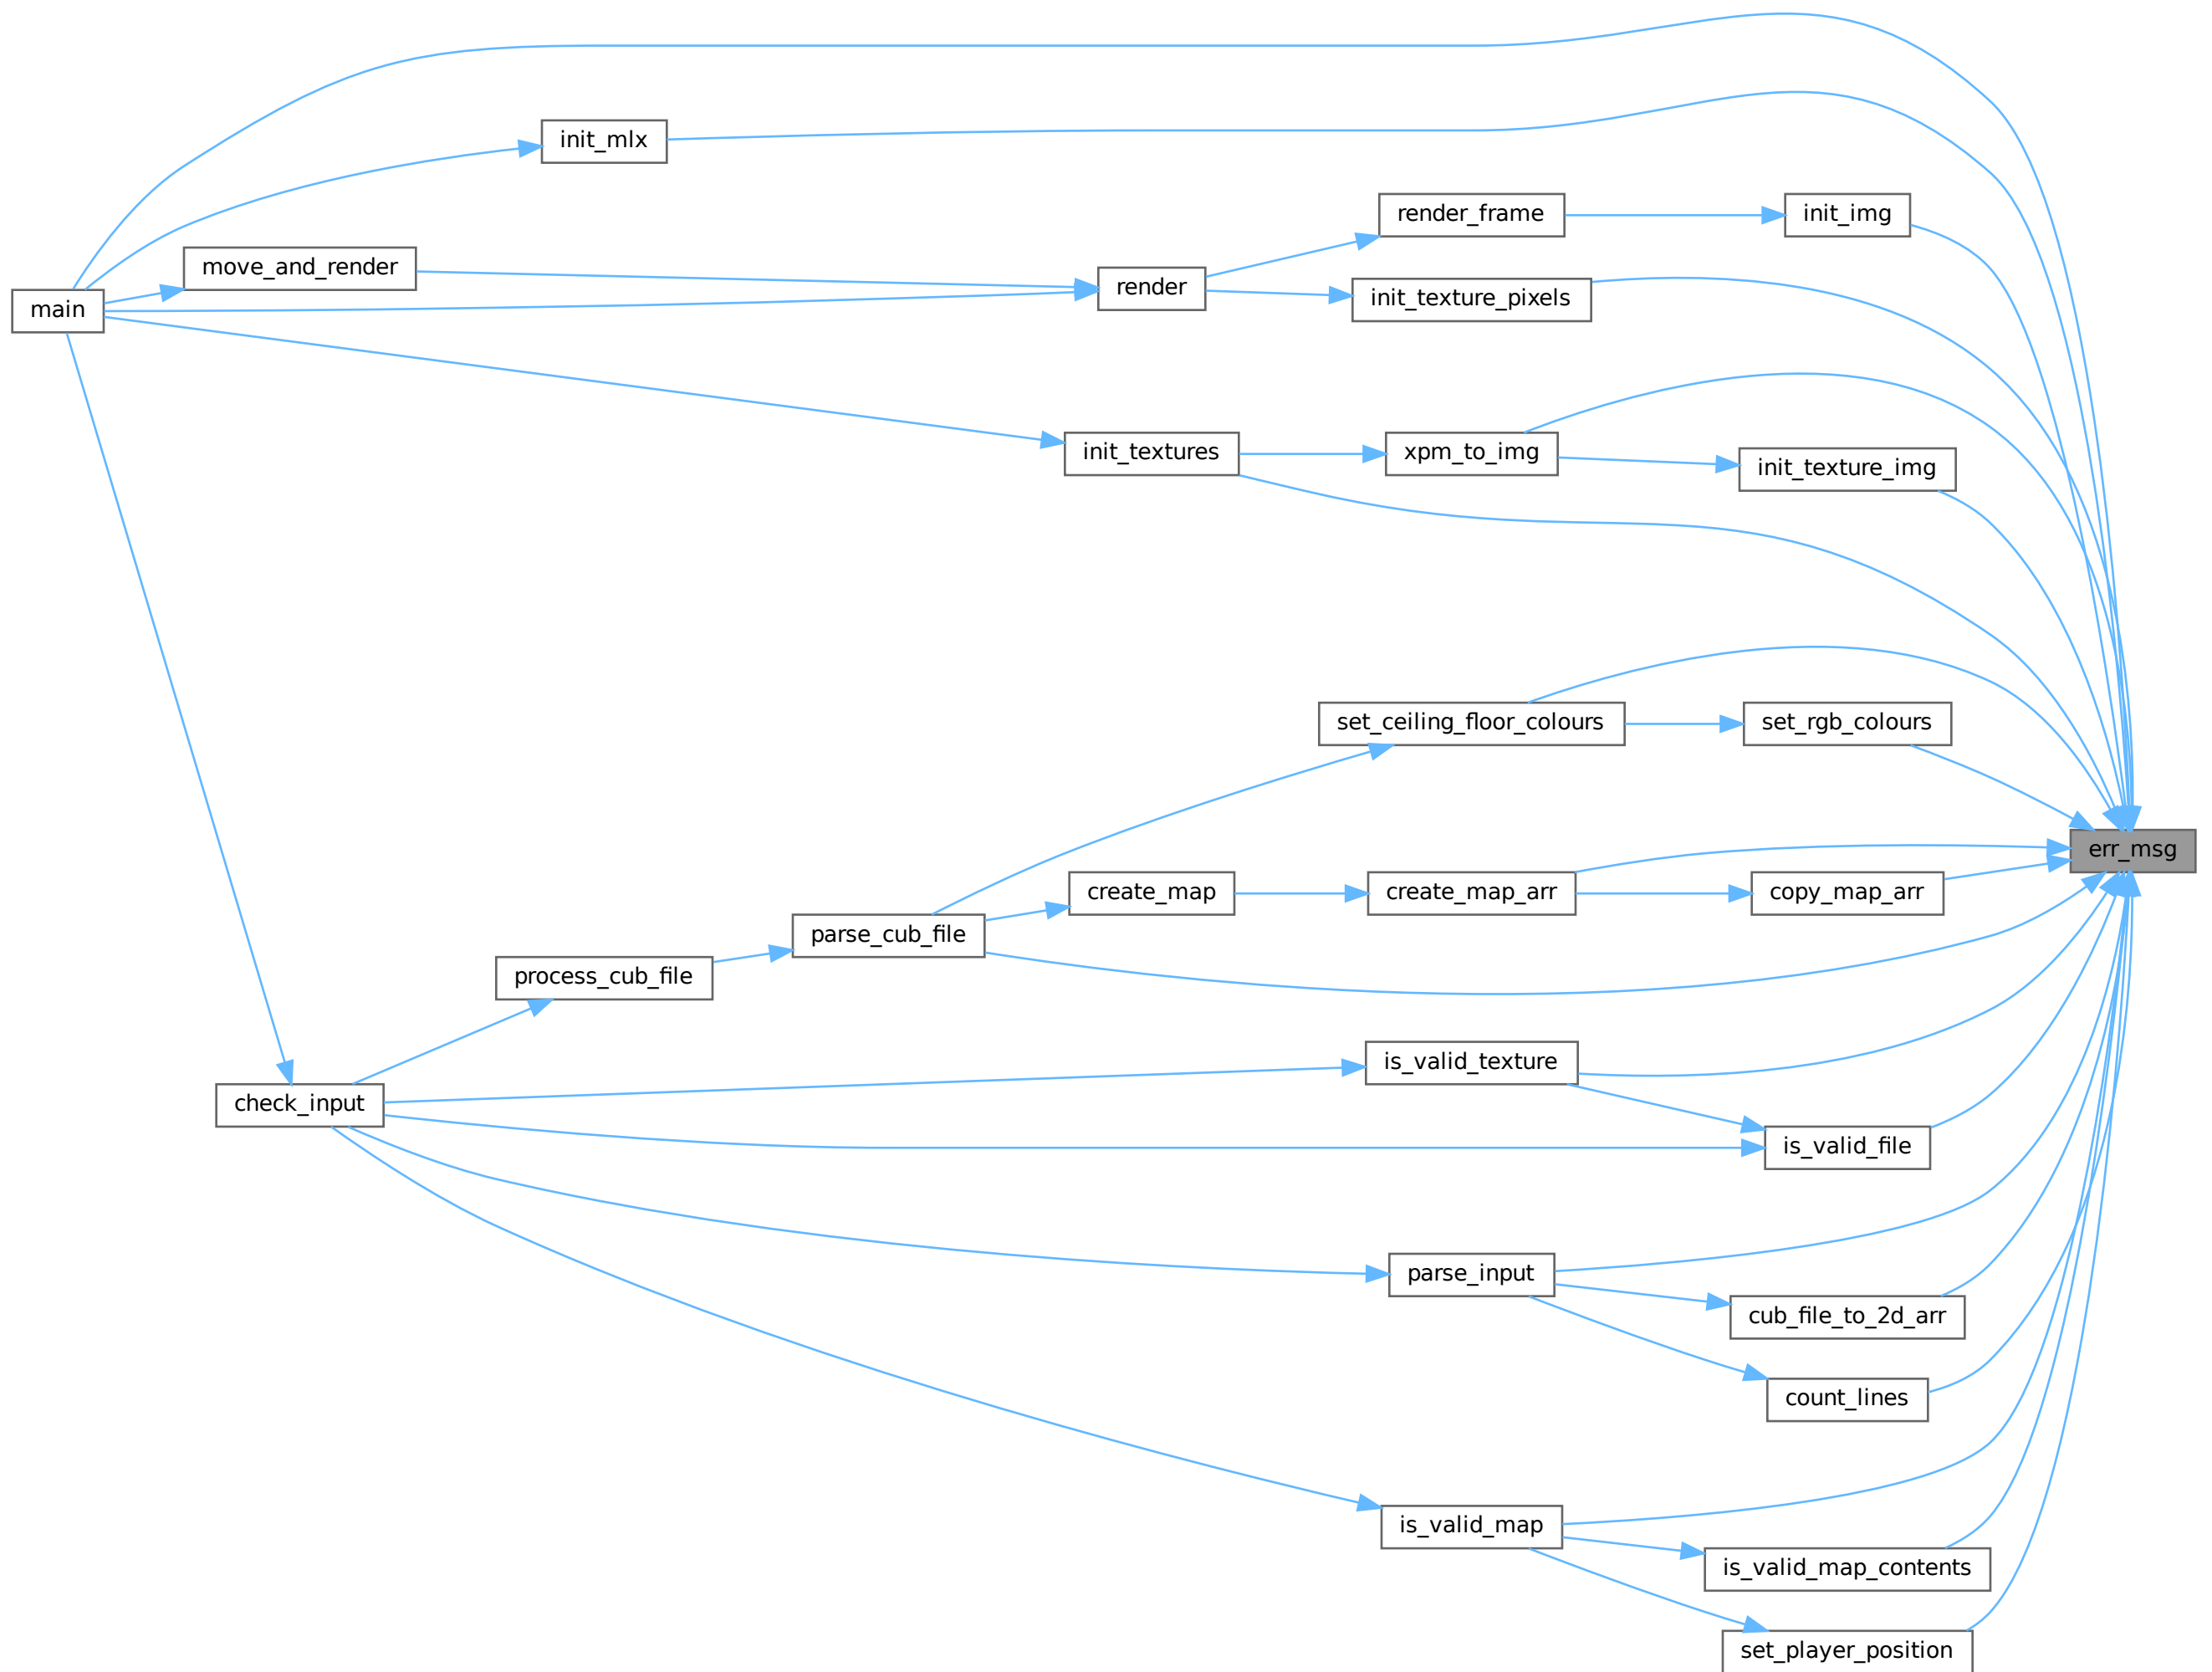 init_mlx
render_frame
init_img
move_and_render
render
init_texture_pixels
main
init_textures
xpm_to_img
init_texture_img
set_ceiling_floor_colours
set_rgb_colours
err_msg
create_map
create_map_arr
copy_map_arr
parse_cub_file
process_cub_file
is_valid_texture
check_input
is_valid_file
parse_input
cub_file_to_2d_arr
count_lines
is_valid_map
is_valid_map_contents
set_player_position